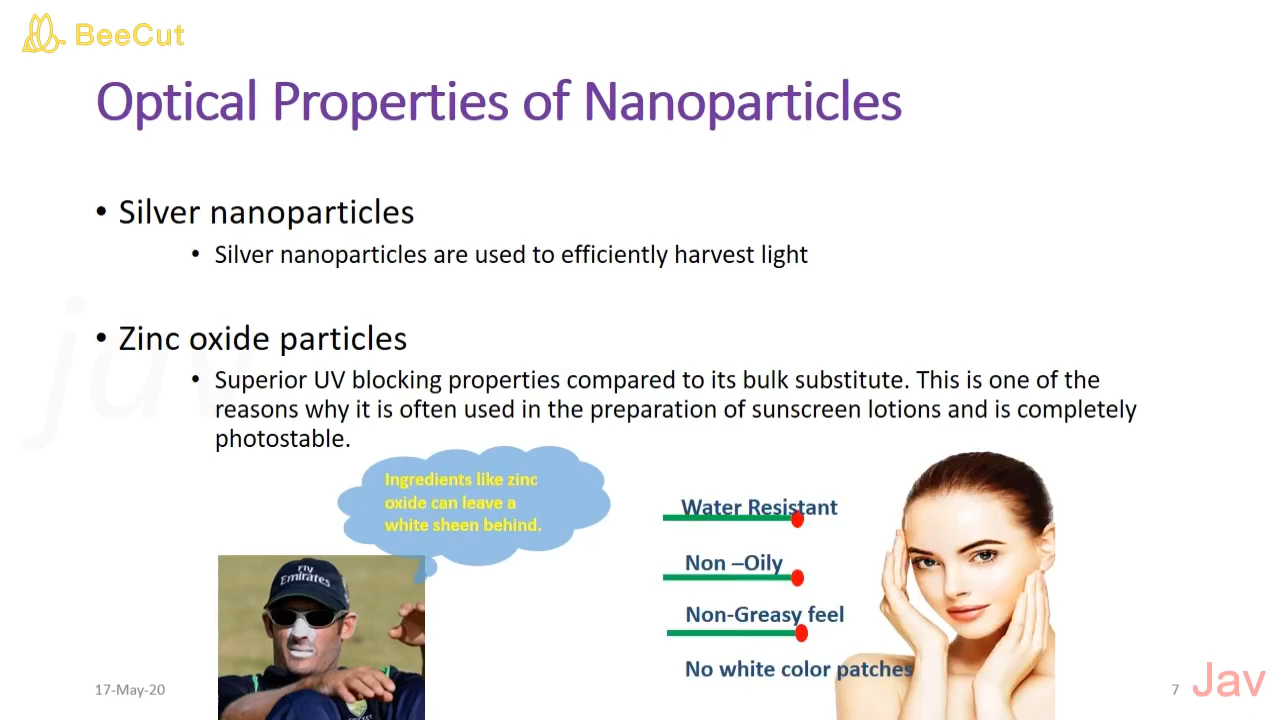 BeeCut
Optical Properties of Nanoparticles
• Silver nanoparticles
• Silver nanoparticles are used to efficiently harvest light
• Zinc oxide particles
• Superior UV blocking properties compared to its bulk substitute. This is one of the
reasons why it is often used in the preparation of sunscreen lotions and is completely
photostable.
Ingredients like zinc
oxide can leave a
white sheen behind.
Fly
Emirates
Water Resistant
Non –Oily
Non-Greasy feel
No white color patches
17-May-20
7
Jav
jav